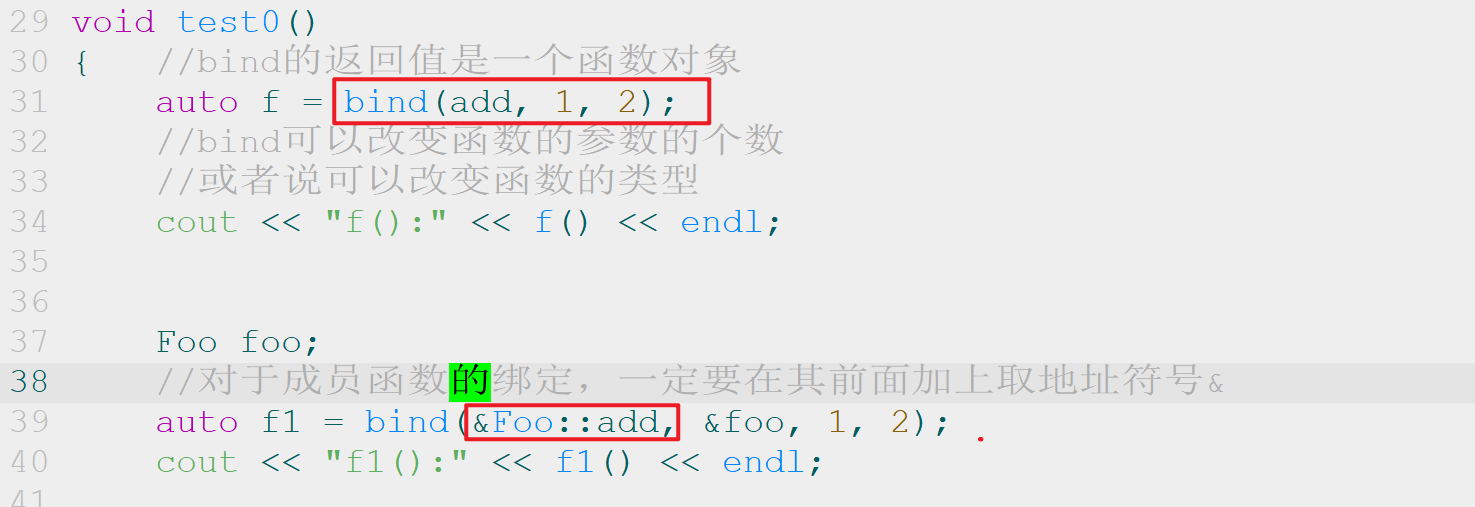 29 void test0()
30 { //bind的返回值是一个函数对象
31 auto f = bind(add, 1, 2);
32 //bind可以改变函数的参数的个数
33 //或者说可以改变函数的类型
34 cout << "f():" << f() << endl;
35
36
37 Foo foo;
38 //对于成员函数的绑定，一定要在其前面加上取地址符号&
39 auto f1 = bind(&Foo::add, &foo, 1, 2);
40 cout << "f1():" << f1() << endl;
41